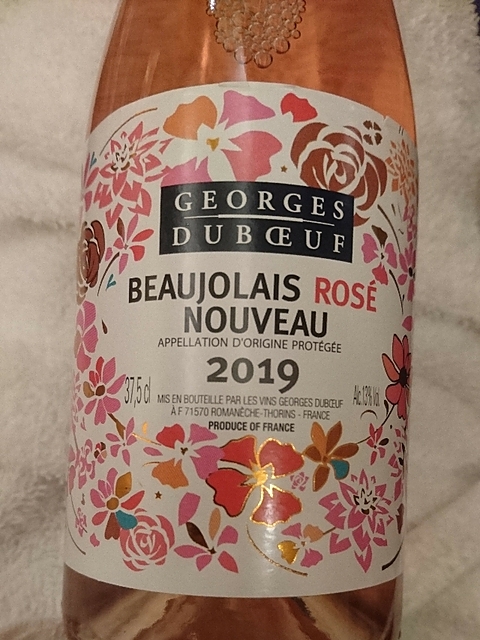 GEORGES
DUBŒUF
BEAUJOLAIS ROSÉ
NOUVEAU
APPELLATION D'ORIGINE PROTÉGÉE
2019
37,5 cl
MIS EN BOUTEILLE PAR LES VINS GEORGES DUBŒUF
À F 71570 ROMANÈCHE-THORINS - FRANCE
Alc.13% Vol.
PRODUCE OF FRANCE